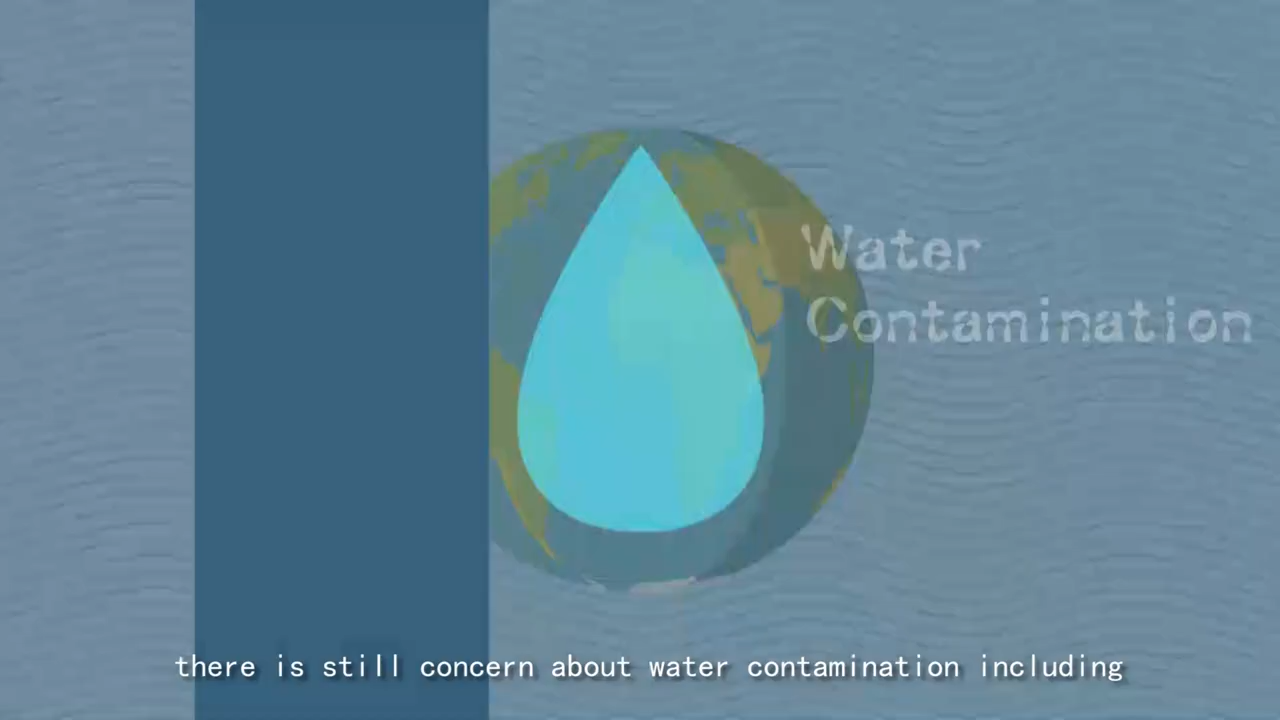 Water
Contamination
there is still concern about water contamination including